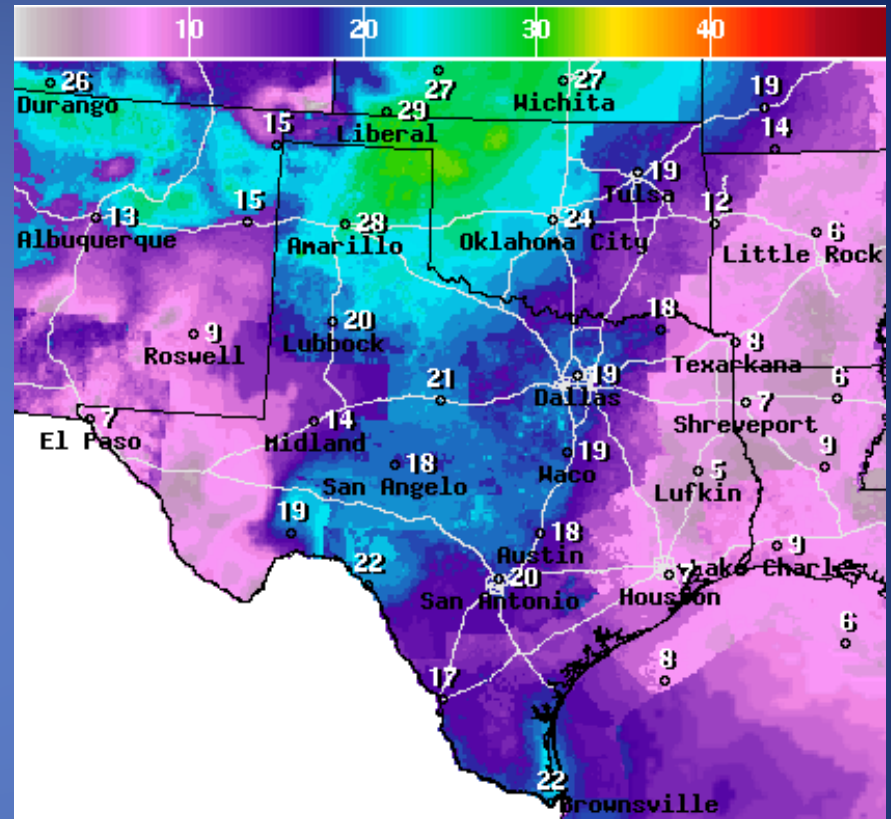 10 20 30 40
26 27 27 19
Durango Wichita
29
Liberal
15 14
19
Tulsa
13 15 28 24 12 6
Albuquerque Amarillo Oklahoma City Little Rock
9 20 18 8
Roswell Lubbock Texarkana
19
Dallas
21 7 6
7 14 Shreveport
El Paso Midland
18 19 5 9
San Angelo Waco Lufkin
19 18 9
Austin Lake Charles
22 20 7
San Antonio Houston
6
8
17
22
Brownsville